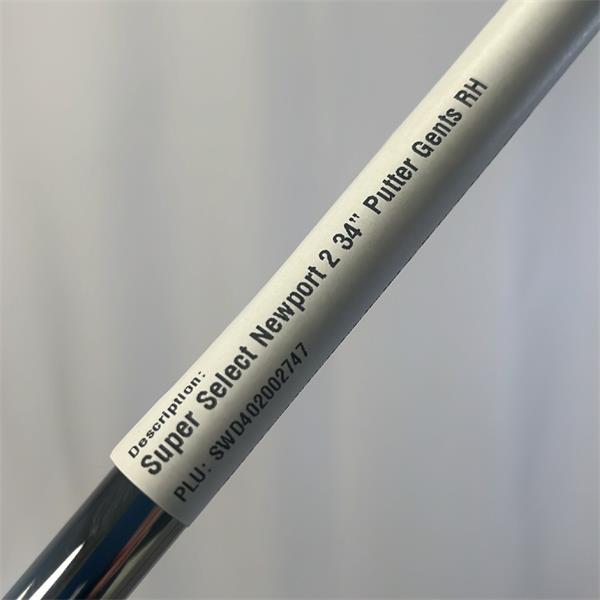 Description:
Super Select Newport 2 34" Putter Gents RH
PLU: SWD402002747